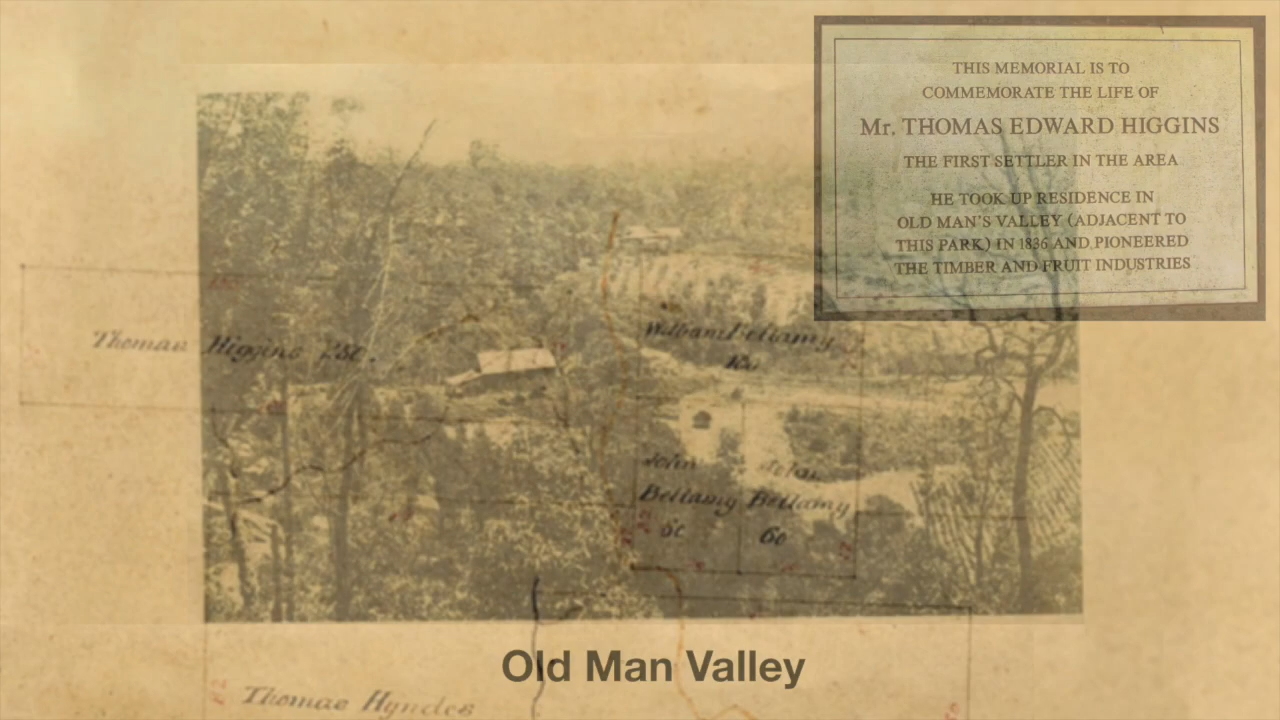 THIS MEMORIAL IS TO
COMMEMORATE THE LIFE OF
Mr. THOMAS EDWARD HIGGINS
THE FIRST SETTLER IN THE AREA
HE TOOK UP RESIDENCE IN
OLD MAN'S VALLEY (ADJACENT TO
THIS PARK) IN 1836 AND PIONEERED
THE TIMBER AND FRUIT INDUSTRIES
Thomas Higgins
William Bellamy
John
Bellamy Bellamy
60
Old Man Valley
Thomas Hyndes